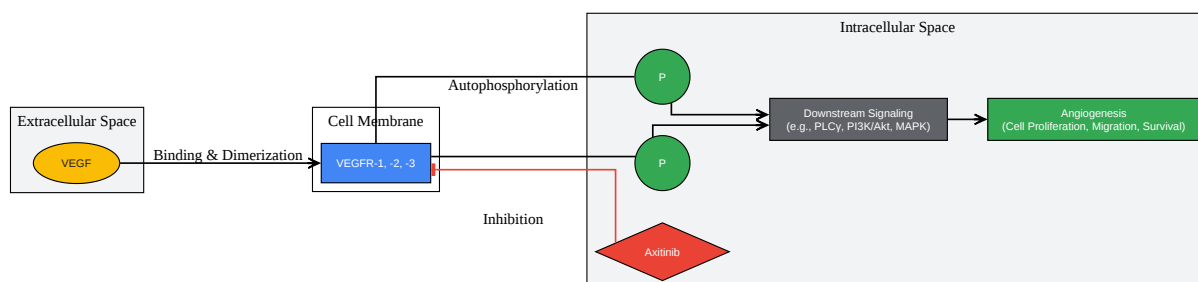 Intracellular Space
P
Autophosphorylation
Extracellular Space
Cell Membrane
Downstream Signaling
(e.g., PLCγ, PI3K/Akt, MAPK)
Angiogenesis
(Cell Proliferation, Migration, Survival)
VEGF
Binding & Dimerization
VEGFR-1, -2, -3
P
Inhibition
Axitinib